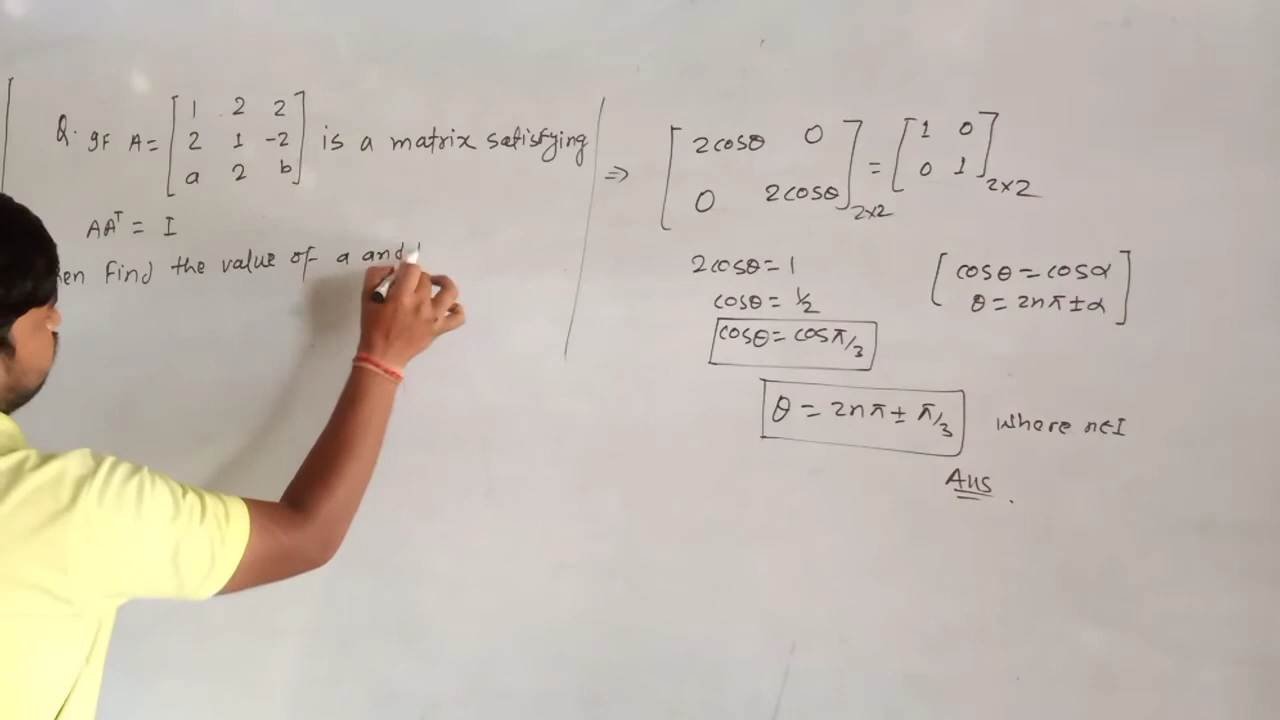 Q. If A = [1 2 2
2 1 -2
a 2 b] is a matrix satisfying
AAᵀ = I
find the value of a and
⇒ [2cosθ 0
0 2cosθ]2×2 = [1 0
0 1]2×2
2cosθ = 1
cosθ = 1/2
cosθ = cosπ/3
[cosθ = cosα
θ = 2nπ ± α]
θ = 2nπ ± π/3 where n∈I
Ans.